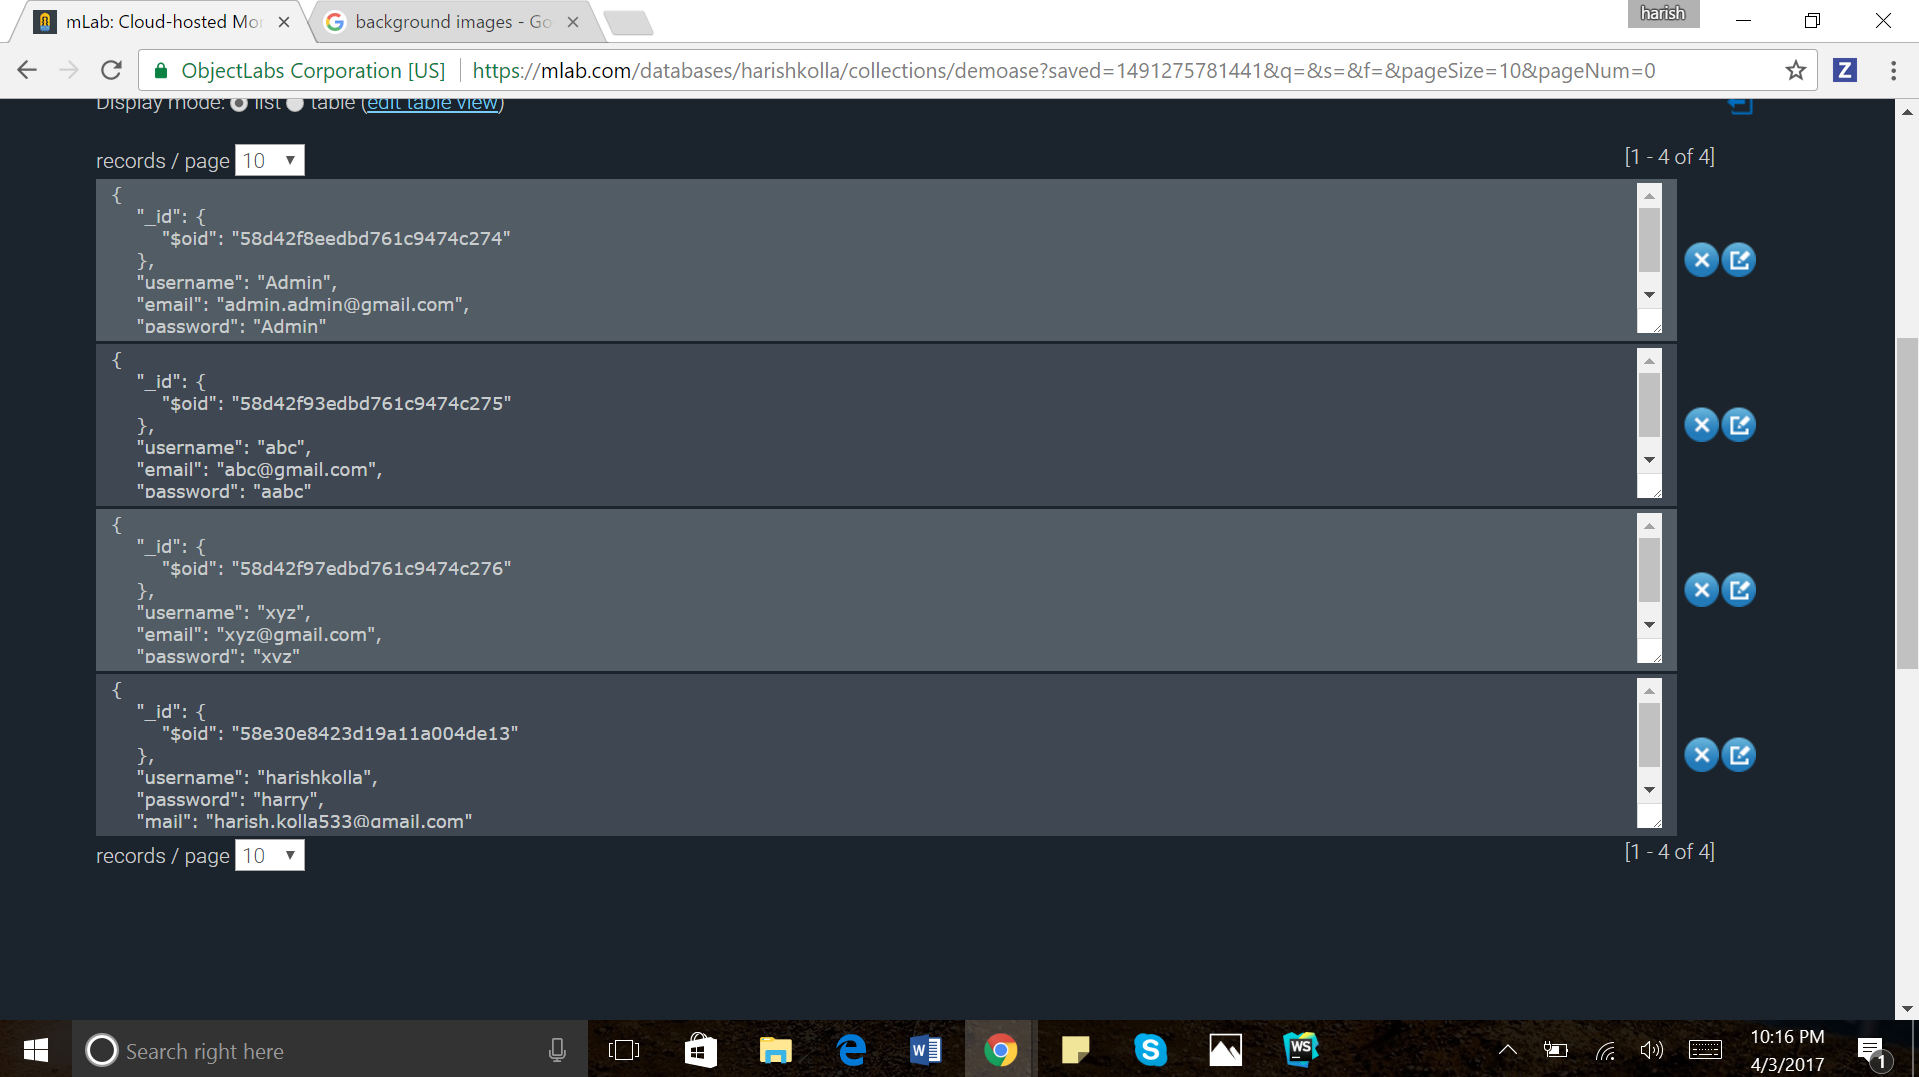 mLab: Cloud-hosted Mon
background images - Go
harish
ObjectLabs Corporation [US]
https://mlab.com/databases/harishkolla/collections/demoase?saved=1491275781441&q=&s=&f=&pageSize=10&pageNum=0
Z
Display mode: list table (edit table view)
records / page 10
[1 - 4 of 4]
{
"_id": {
"$oid": "58d42f8eedbd761c9474c274"
},
"username": "Admin",
"email": "admin.admin@gmail.com",
"password": "Admin"
{
"_id": {
"$oid": "58d42f93edbd761c9474c275"
},
"username": "abc",
"email": "abc@gmail.com",
"password": "aabc"
{
"_id": {
"$oid": "58d42f97edbd761c9474c276"
},
"username": "xyz",
"email": "xyz@gmail.com",
"password": "xyz"
{
"_id": {
"$oid": "58e30e8423d19a11a004de13"
},
"username": "harishkolla",
"password": "harry",
"mail": "harish.kolla533@gmail.com"
records / page 10
[1 - 4 of 4]
Search right here
WS
10:16 PM
4/3/2017
1